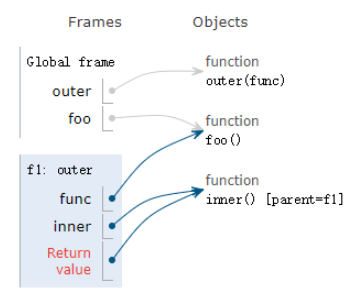 Frames Objects
Global frame
outer
foo
function
outer(func)
function
foo()
f1: outer
func
inner
Return
value
function
inner() [parent=f1]